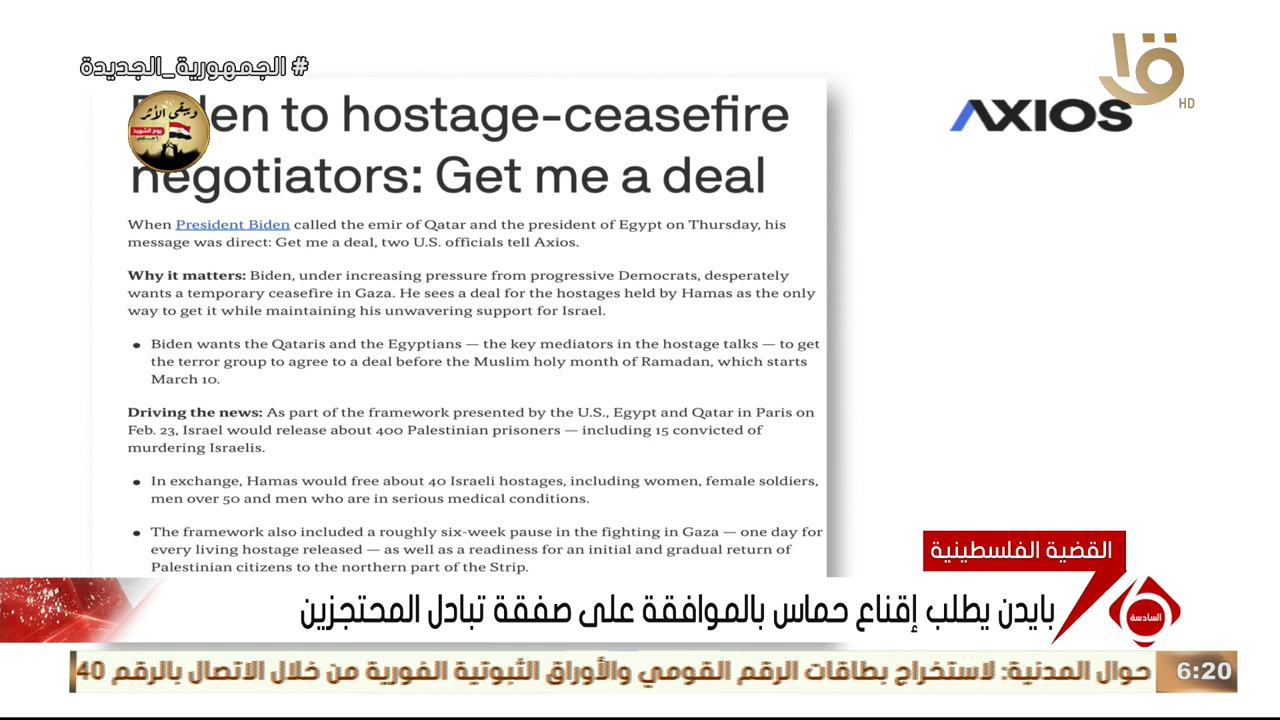 # الجمهورية_الجديدة
HD
AXIOS
ويبقى الأثر
يوم الشهيد
en to hostage-ceasefire
negotiators: Get me a deal
When President Biden called the emir of Qatar and the president of Egypt on Thursday, his
message was direct: Get me a deal, two U.S. officials tell Axios.
Why it matters: Biden, under increasing pressure from progressive Democrats, desperately
wants a temporary ceasefire in Gaza. He sees a deal for the hostages held by Hamas as the only
way to get it while maintaining his unwavering support for Israel.
• Biden wants the Qataris and the Egyptians — the key mediators in the hostage talks — to get
the terror group to agree to a deal before the Muslim holy month of Ramadan, which starts
March 10.
Driving the news: As part of the framework presented by the U.S., Egypt and Qatar in Paris on
Feb. 23, Israel would release about 400 Palestinian prisoners — including 15 convicted of
murdering Israelis.
• In exchange, Hamas would free about 40 Israeli hostages, including women, female soldiers,
men over 50 and men who are in serious medical conditions.
• The framework also included a roughly six-week pause in the fighting in Gaza — one day for
every living hostage released — as well as a readiness for an initial and gradual return of
Palestinian citizens to the northern part of the Strip.
القضية الفلسطينية
السادسة
بايدن يطلب إقناع حماس بالموافقة على صفقة تبادل المحتجزين
6:20
حوال المدنية: لاستخراج بطاقات الرقم القومي والأوراق الثبوتية الفورية من خلال الاتصال بالرقم 40